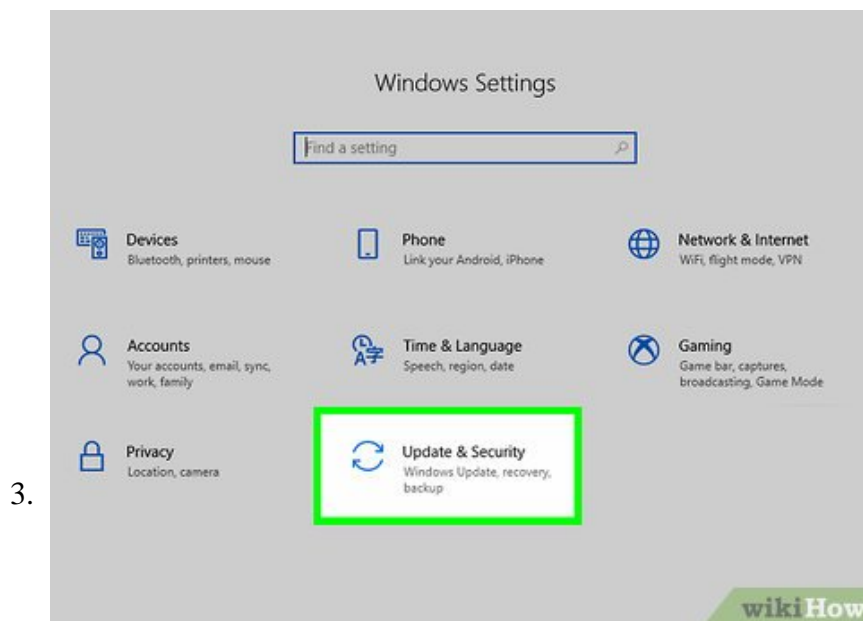 Windows Settings
Find a setting
Devices
Bluetooth, printers, mouse
Phone
Link your Android, iPhone
Network & Internet
WiFi, flight mode, VPN
Accounts
Your accounts, email, sync,
work, family
Time & Language
Speech, region, date
Gaming
Game bar, captures,
broadcasting, Game Mode
Privacy
Location, camera
Update & Security
Windows Update, recovery,
backup
3.
wikiHow